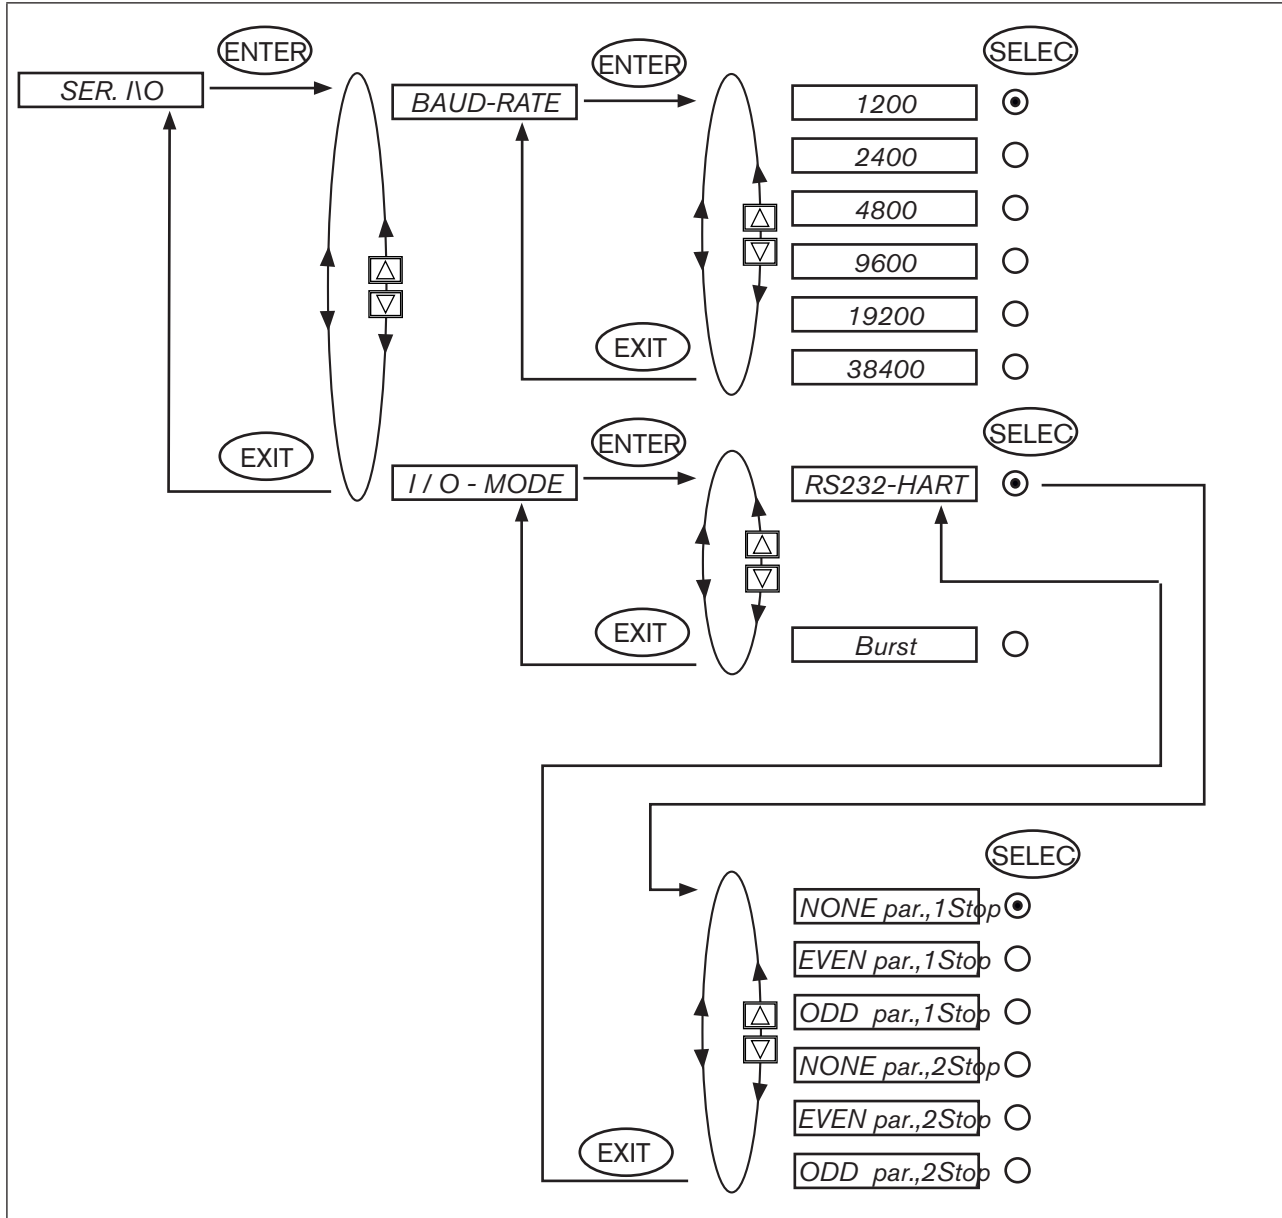 ENTER
SELEC
SER. I\O
ENTER
BAUD-RATE
1200
2400
4800
9600
19200
EXIT
38400
ENTER
SELEC
EXIT
I / O - MODE
RS232-HART
EXIT
Burst
SELEC
NONE par.,1Stop
EVEN par.,1Stop
ODD par.,1Stop
NONE par.,2Stop
EVEN par.,2Stop
EXIT
ODD par.,2Stop